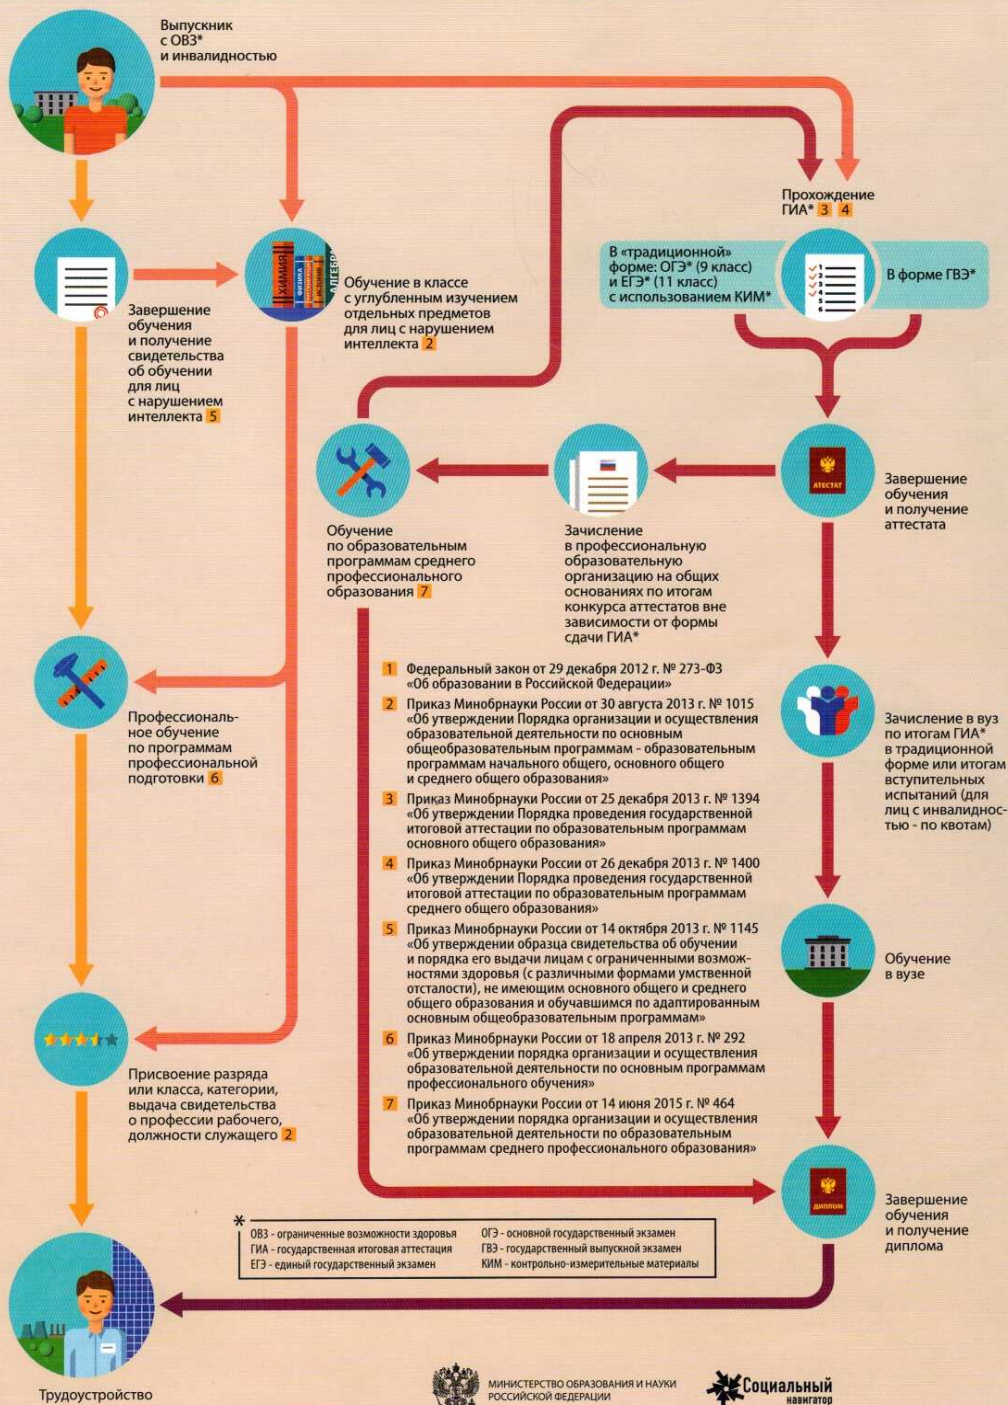 Выпускник
с ОВЗ*
и инвалидностью
Прохождение
ГИА* 3 4
В «традиционной»
форме: ОГЭ* (9 класс)
и ЕГЭ* (11 класс)
с использованием КИМ*
В форме ГВЭ*
ХИМИЯ
ФИЗИКА
ИСТОРИЯ
АЛГЕБРА
Завершение
обучения
и получение
свидетельства
об обучении
для лиц
с нарушением
интеллекта 5
Обучение в классе
с углубленным изучением
отдельных предметов
для лиц с нарушением
интеллекта 2
АТЕСТАТ
Обучение
по образовательным
программам среднего
профессионального
образования 7
Зачисление
в профессиональную
образовательную
организацию на общих
основаниях по итогам
конкурса аттестатов вне
зависимости от формы
сдачи ГИА*
Завершение
обучения
и получение
аттестата
Профессиональ-
ное обучение
по программам
профессиональной
подготовки 6
1 Федеральный закон от 29 декабря 2012 г. № 273-ФЗ
«Об образовании в Российской Федерации»
2 Приказ Минобрнауки России от 30 августа 2013 г. № 1015
«Об утверждении Порядка организации и осуществления
образовательной деятельности по основным
общеобразовательным программам - образовательным
программам начального общего, основного общего
и среднего общего образования»
3 Приказ Минобрнауки России от 25 декабря 2013 г. № 1394
«Об утверждении Порядка проведения государственной
итоговой аттестации по образовательным программам
основного общего образования»
4 Приказ Минобрнауки России от 26 декабря 2013 г. № 1400
«Об утверждении Порядка проведения государственной
итоговой аттестации по образовательным программам
среднего общего образования»
5 Приказ Минобрнауки России от 14 октября 2013 г. № 1145
«Об утверждении образца свидетельства об обучении
и порядка его выдачи лицам с ограниченными возмож-
ностями здоровья (с различными формами умственной
отсталости), не имеющим основного общего и среднего
общего образования и обучавшимся по адаптированным
основным общеобразовательным программам»
6 Приказ Минобрнауки России от 18 апреля 2013 г. № 292
«Об утверждении порядка организации и осуществления
образовательной деятельности по основным программам
профессионального обучения»
7 Приказ Минобрнауки России от 14 июня 2015 г. № 464
«Об утверждении порядка организации и осуществления
образовательной деятельности по образовательным
программам среднего профессионального образования»
Зачисление в вуз
по итогам ГИА*
в традиционной
форме или итогам
вступительных
испытаний (для
лиц с инвалиднос-
тью - по квотам)
Обучение
в вузе
Присвоение разряда
или класса, категории,
выдача свидетельства
о профессии рабочего,
должности служащего 2
ДИПЛОМ
Завершение
обучения
и получение
диплома
*
ОВЗ - ограниченные возможности здоровья
ГИА - государственная итоговая аттестация
ЕГЭ - единый государственный экзамен
ОГЭ - основной государственный экзамен
ГВЭ - государственный выпускной экзамен
КИМ - контрольно-измерительные материалы
Трудоустройство
МИНИСТЕРСТВО ОБРАЗОВАНИЯ И НАУКИ
РОССИЙСКОЙ ФЕДЕРАЦИИ
Социальный
навигатор